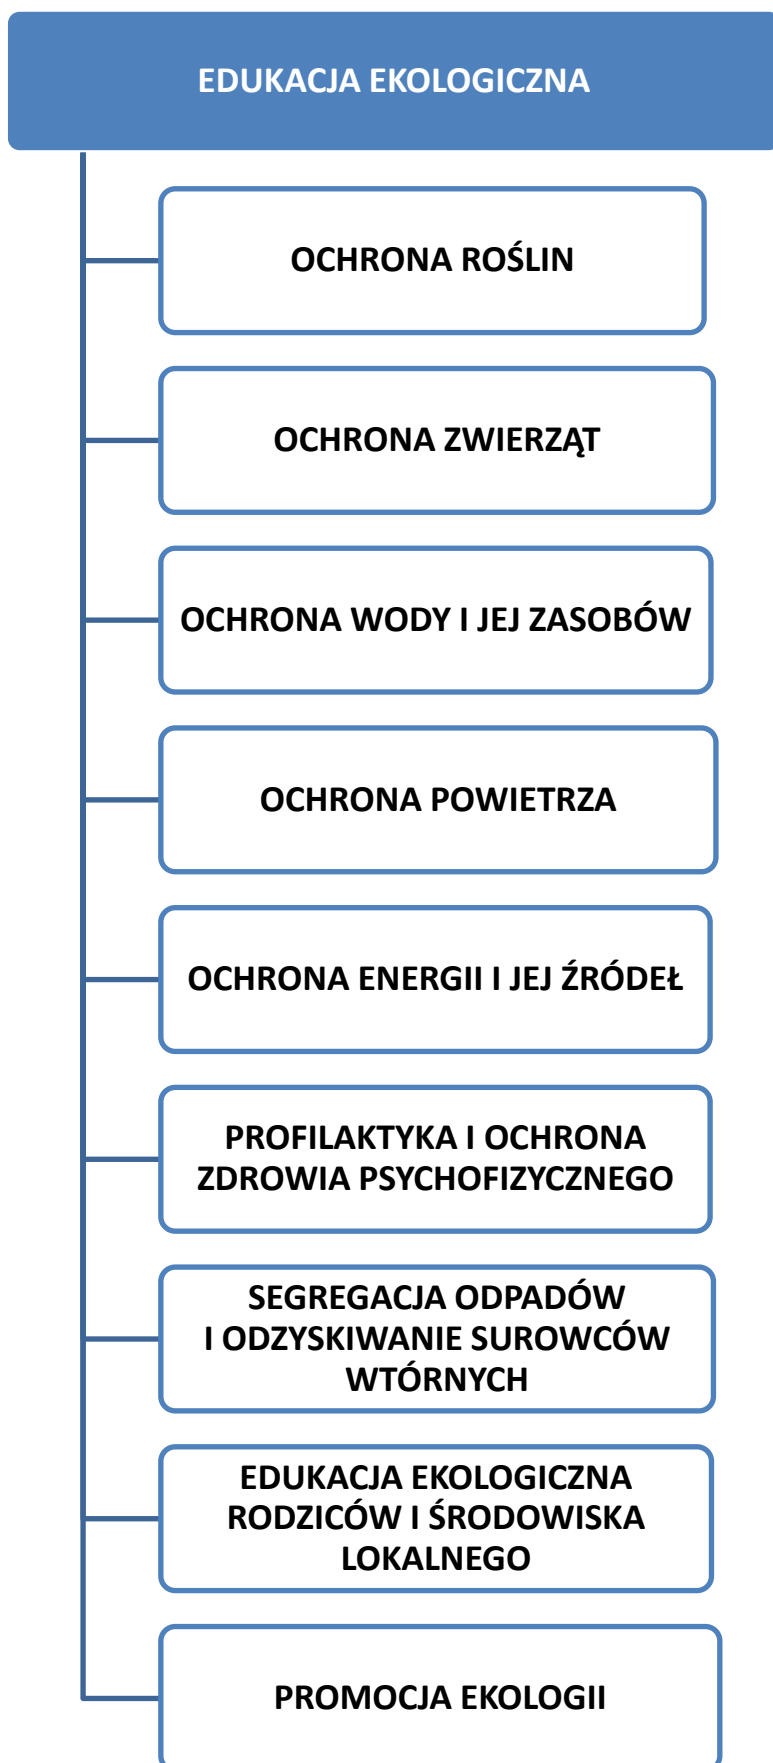 EDUKACJA EKOLOGICZNA
OCHRONA ROŚLIN
OCHRONA ZWIERZĄT
OCHRONA WODY I JEJ ZASOBÓW
OCHRONA POWIETRZA
OCHRONA ENERGII I JEJ ŹRÓDEŁ
PROFILAKTYKA I OCHRONA
ZDROWIA PSYCHOFIZYCZNEGO
SEGREGACJA ODPADÓW
I ODZYSKIWANIE SUROWCÓW
WTÓRNYCH
EDUKACJA EKOLOGICZNA
RODZICÓW I ŚRODOWISKA
LOKALNEGO
PROMOCJA EKOLOGII